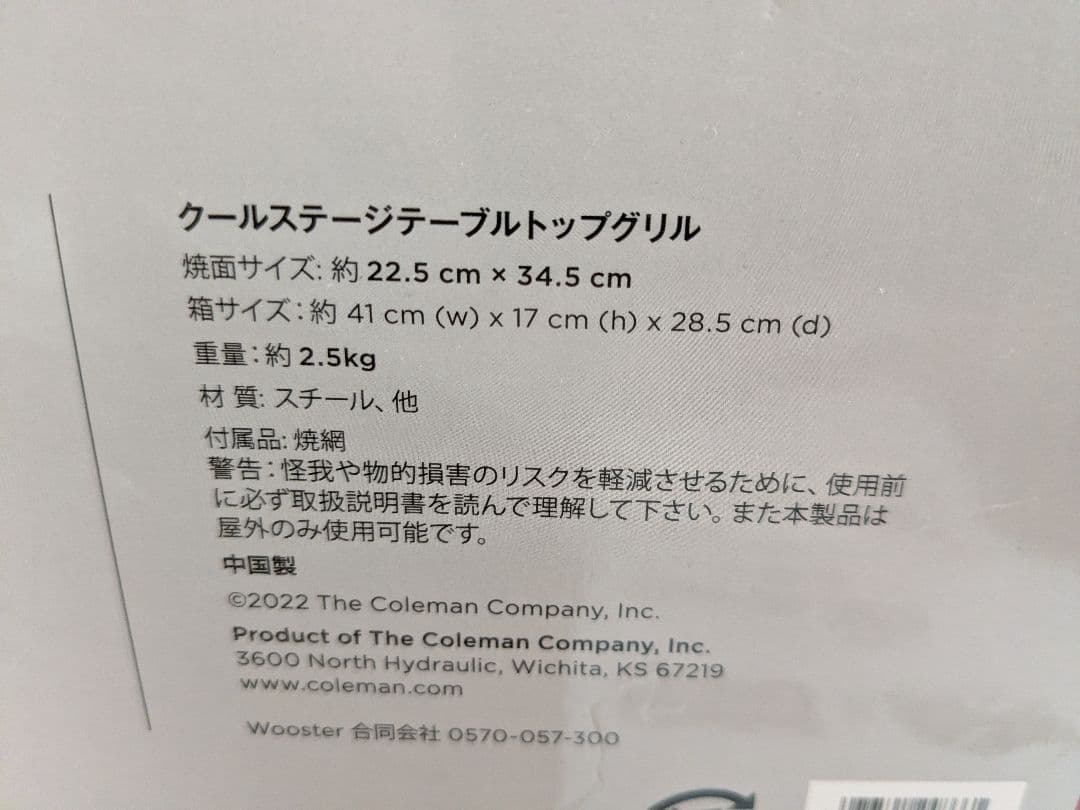 クールステージテーブルトップグリル
焼面サイズ: 約 22.5 cm × 34.5 cm
箱サイズ：約 41 cm (w) x 17 cm (h) x 28.5 cm (d)
重量：約 2.5kg
材 質: スチール、他
付属品: 焼網
警告：怪我や物的損害のリスクを軽減させるために、使用前
に必ず取扱説明書を読んで理解して下さい。また本製品は
屋外のみ使用可能です。
中国製
©2022 The Coleman Company, Inc.
Product of The Coleman Company, Inc.
3600 North Hydraulic, Wichita, KS 67219
www.coleman.com
Wooster 合同会社 0570-057-300